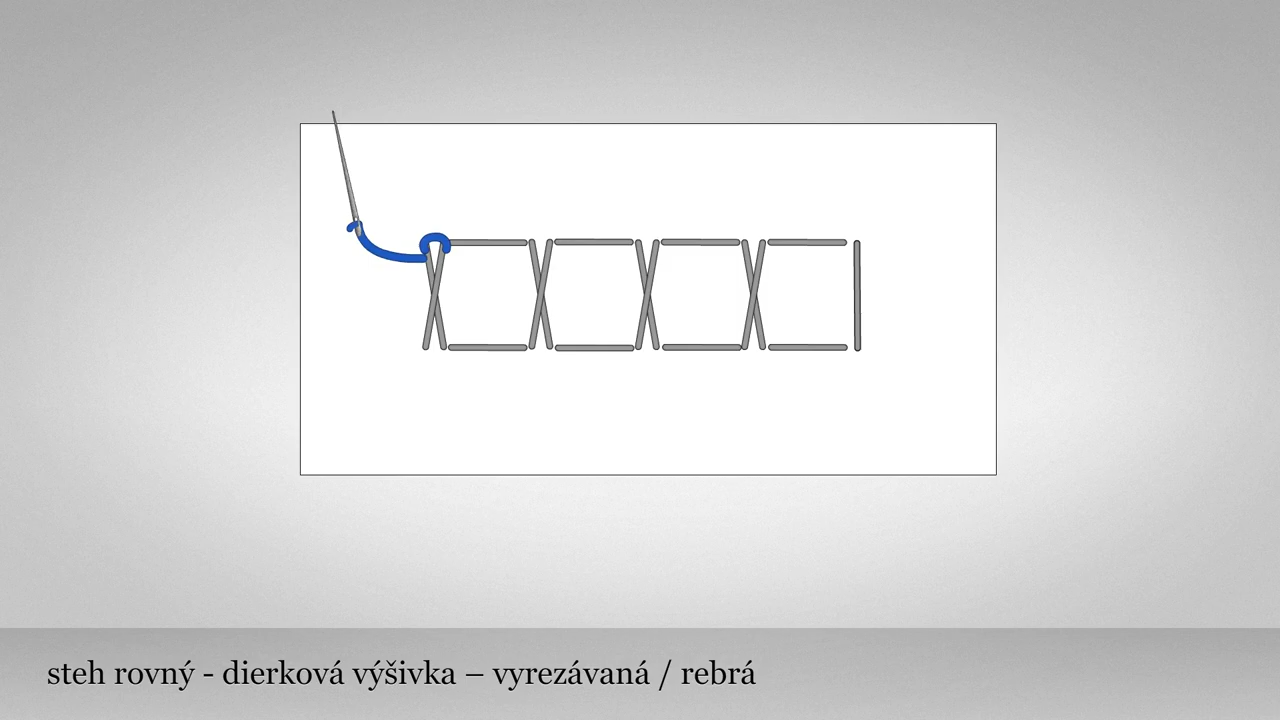 steh rovný - dierková výšivka – vyrezávaná / rebrá